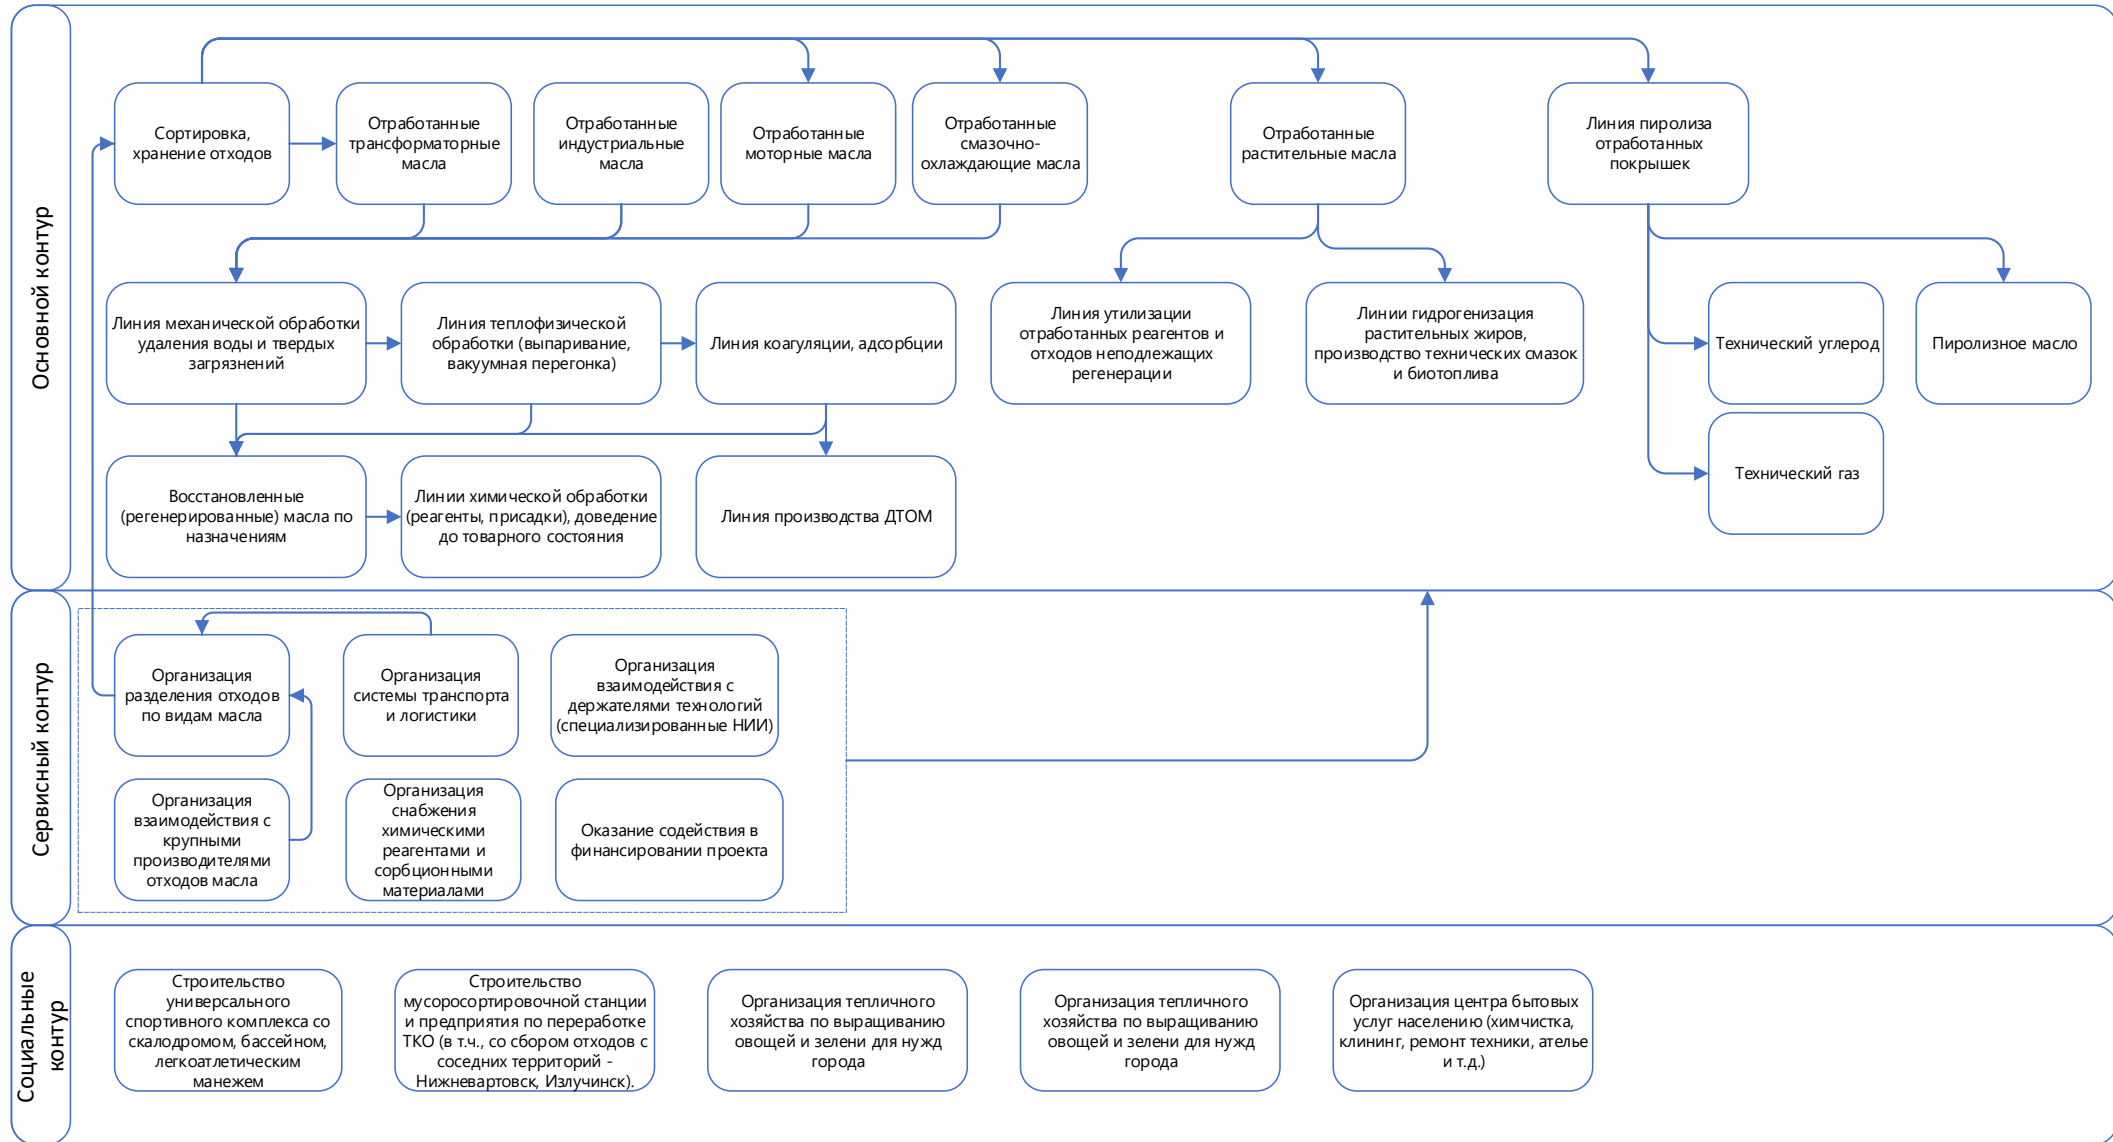 Основной контур
Сортировка,
хранение отходов
Отработанные
трансформаторные
масла
Отработанные
индустриальные
масла
Отработанные
моторные масла
Отработанные
смазочно-
охлаждающие масла
Отработанные
растительные масла
Линия пиролиза
отработанных
покрышек
Линия механической обработки
удаления воды и твердых
загрязнений
Линия теплофизической
обработки (выпаривание,
вакуумная перегонка)
Линия коагуляции, адсорбции
Линия утилизации
отработанных реагентов и
отходов неподлежащих
регенерации
Линии гидрогенизация
растительных жиров,
производство технических смазок
и биотоплива
Технический углерод
Пиролизное масло
Восстановленные
(регенерированные) масла по
назначениям
Линии химической обработки
(реагенты, присадки), доведение
до товарного состояния
Линия производства ДТОМ
Технический газ
Сервисный контур
Организация
разделения отходов
по видам масла
Организация
системы транспорта
и логистики
Организация
взаимодействия с
держателями технологий
(специализированные НИИ)
Организация
взаимодействия с
крупными
производителями
отходов масла
Организация
снабжения
химическими
реагентами и
сорбционными
материалами
Оказание содействия в
финансировании проекта
Социальные
контур
Строительство
универсального
спортивного комплекса со
скалодромом, бассейном,
легкоатлетическим
манежем
Строительство
мусоросортировочной станции
и предприятия по переработке
ТКО (в т.ч., со сбором отходов с
соседних территорий -
Нижневартовск, Излучинск).
Организация тепличного
хозяйства по выращиванию
овощей и зелени для нужд
города
Организация тепличного
хозяйства по выращиванию
овощей и зелени для нужд
города
Организация центра бытовых
услуг населению (химчистка,
клининг, ремонт техники, ателье
и т.д.)